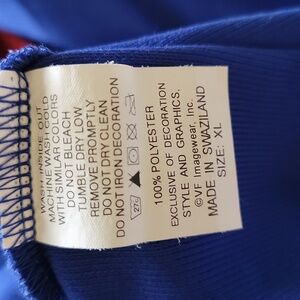 WASH INSIDE OUT
MACHINE WASH COLD
WITH SIMILAR COLORS
DO NOT BLEACH
TUMBLE DRY LOW
REMOVE PROMPTLY
DO NOT DRY CLEAN
DO NOT IRON DECORATION
27c
100% POLYESTER
EXCLUSIVE OF DECORATION
STYLE AND GRAPHICS.
©VF Imagewear, Inc.
MADE IN SWAZILAND
SIZE: XL